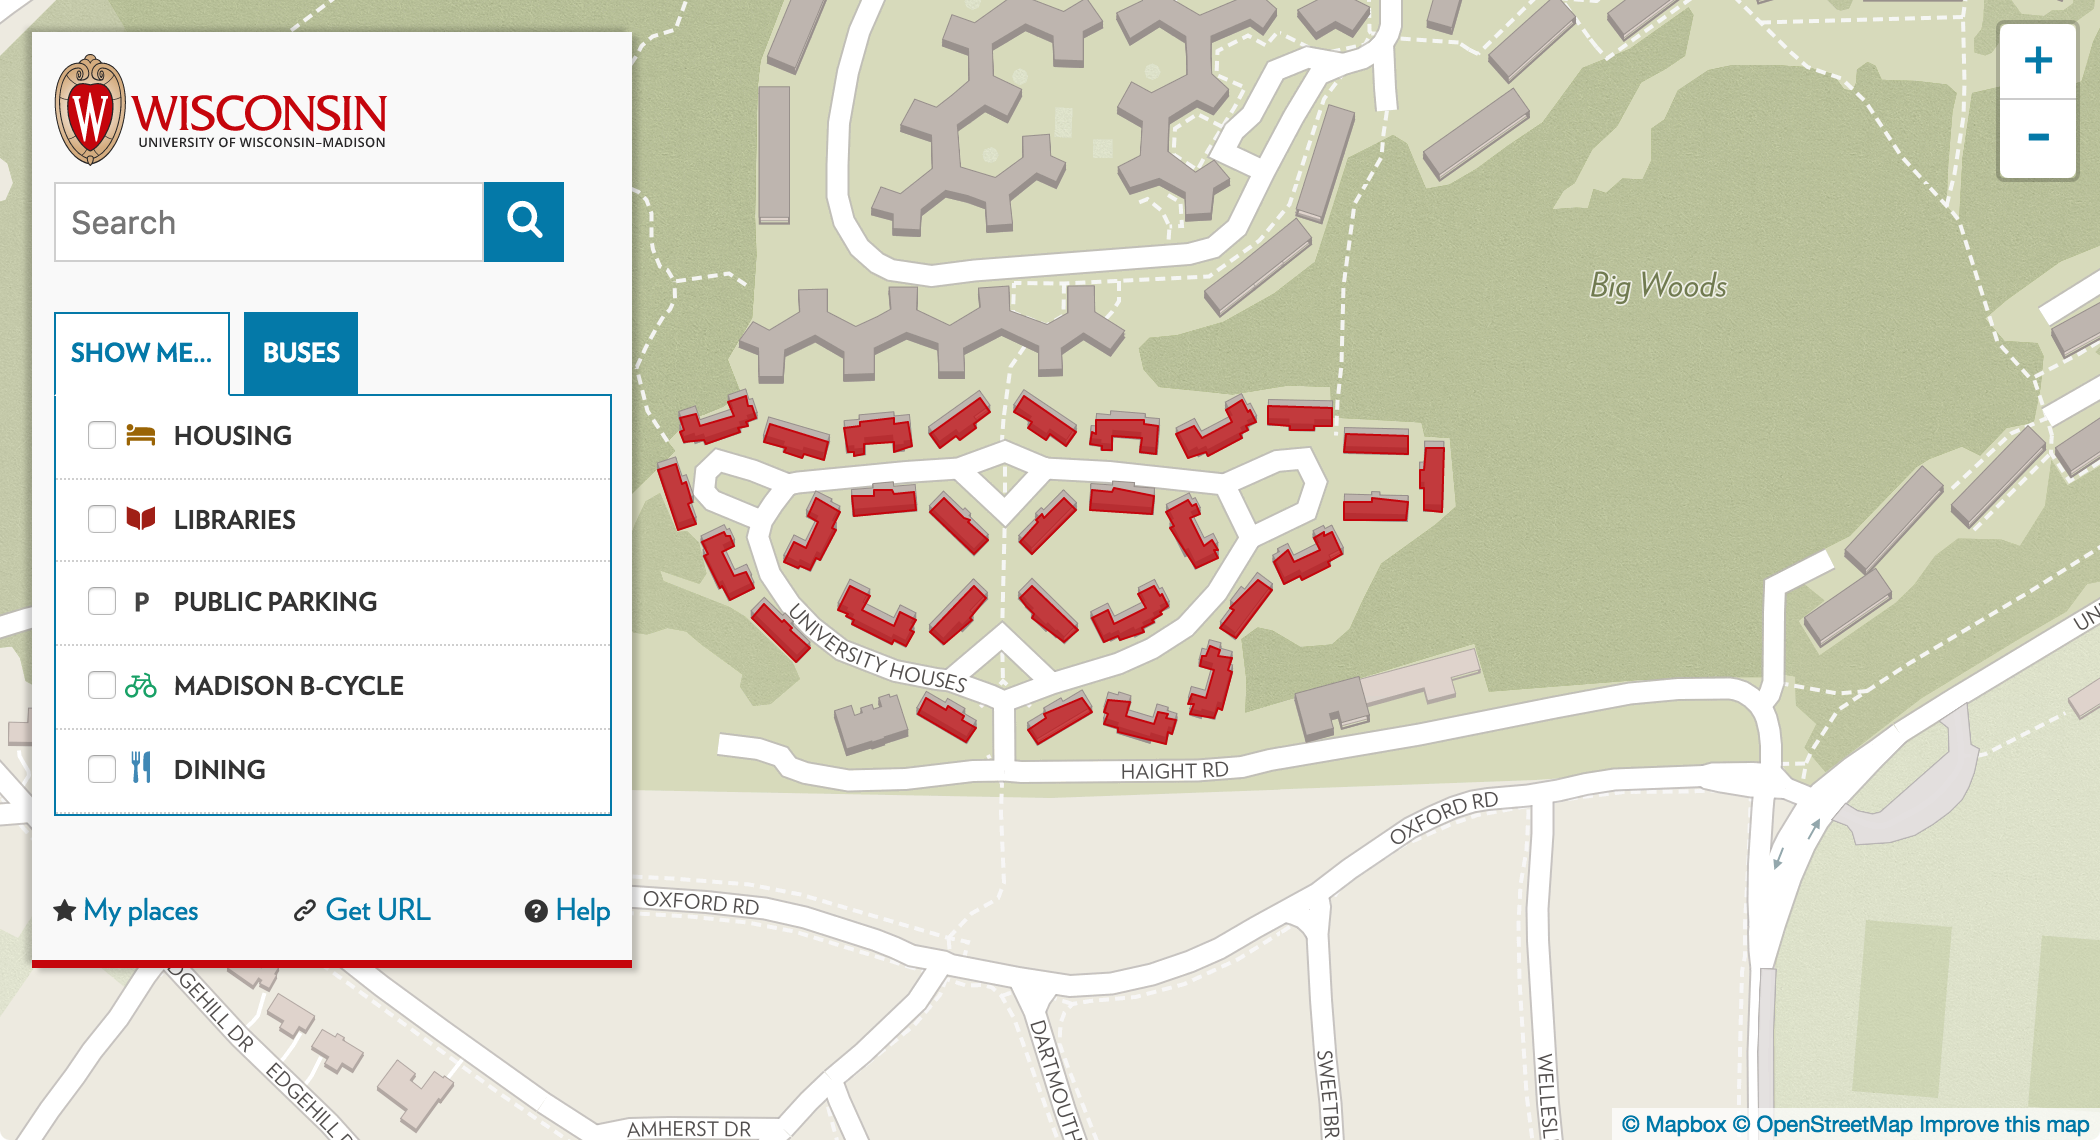 W
WISCONSIN
UNIVERSITY OF WISCONSIN–MADISON
Search
SHOW ME...
BUSES
HOUSING
LIBRARIES
P PUBLIC PARKING
MADISON B-CYCLE
DINING
My places
Get URL
? Help
+
-
Big Woods
UNIVERSITY HOUSES
HAIGHT RD
OXFORD RD
OXFORD RD
UN
DGEHILL DR
EDGEHILL D
AMHERST DR
DARTMOUTH
SWEETBR
WELLESL
© Mapbox © OpenStreetMap Improve this map